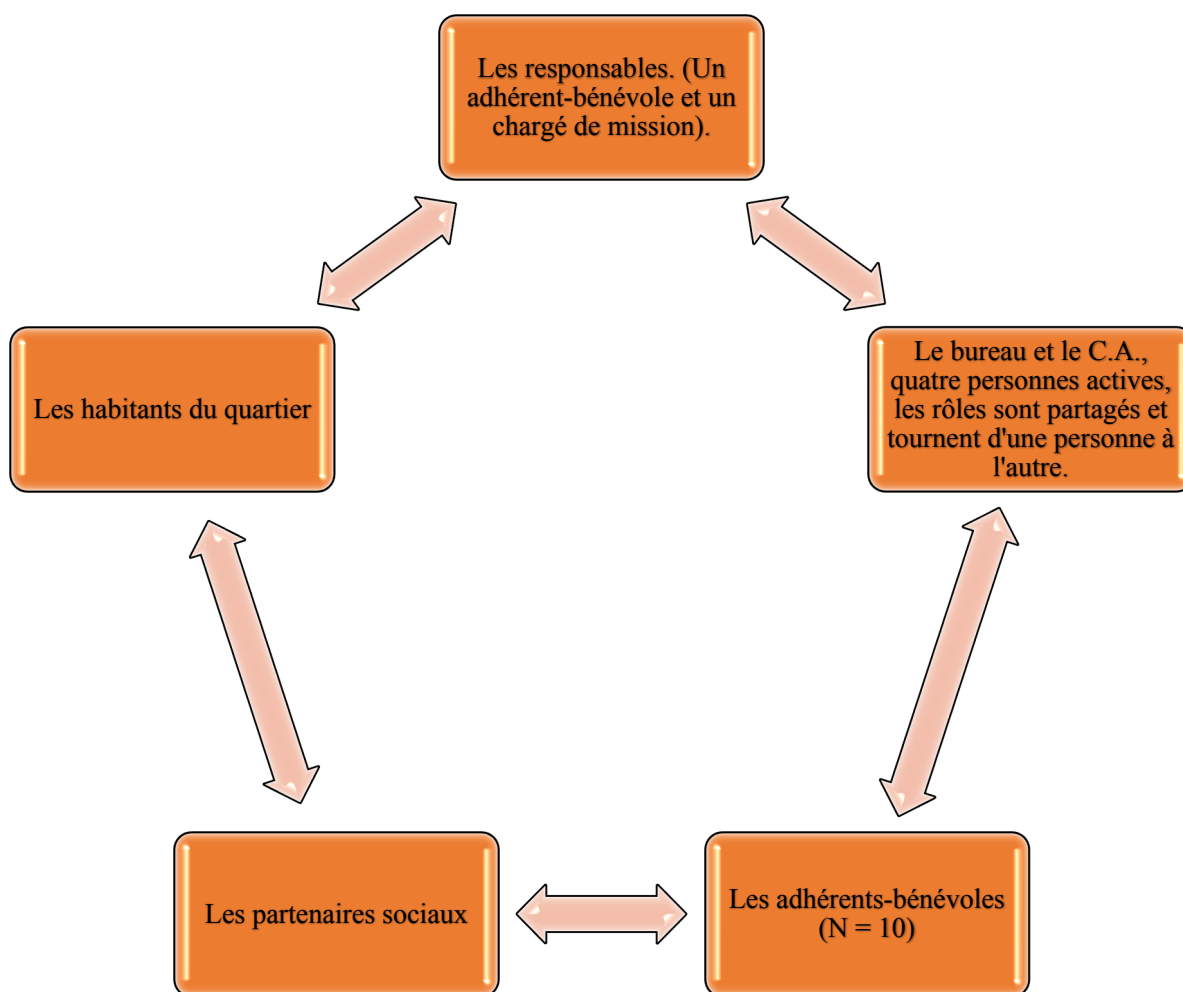 Les responsables. (Un
adhérent-bénévole et un
chargé de mission).
Les habitants du quartier
Le bureau et le C.A.,
quatre personnes actives,
les rôles sont partagés et
tournent d'une personne à
l'autre.
Les partenaires sociaux
Les adhérents-bénévoles
(N = 10)